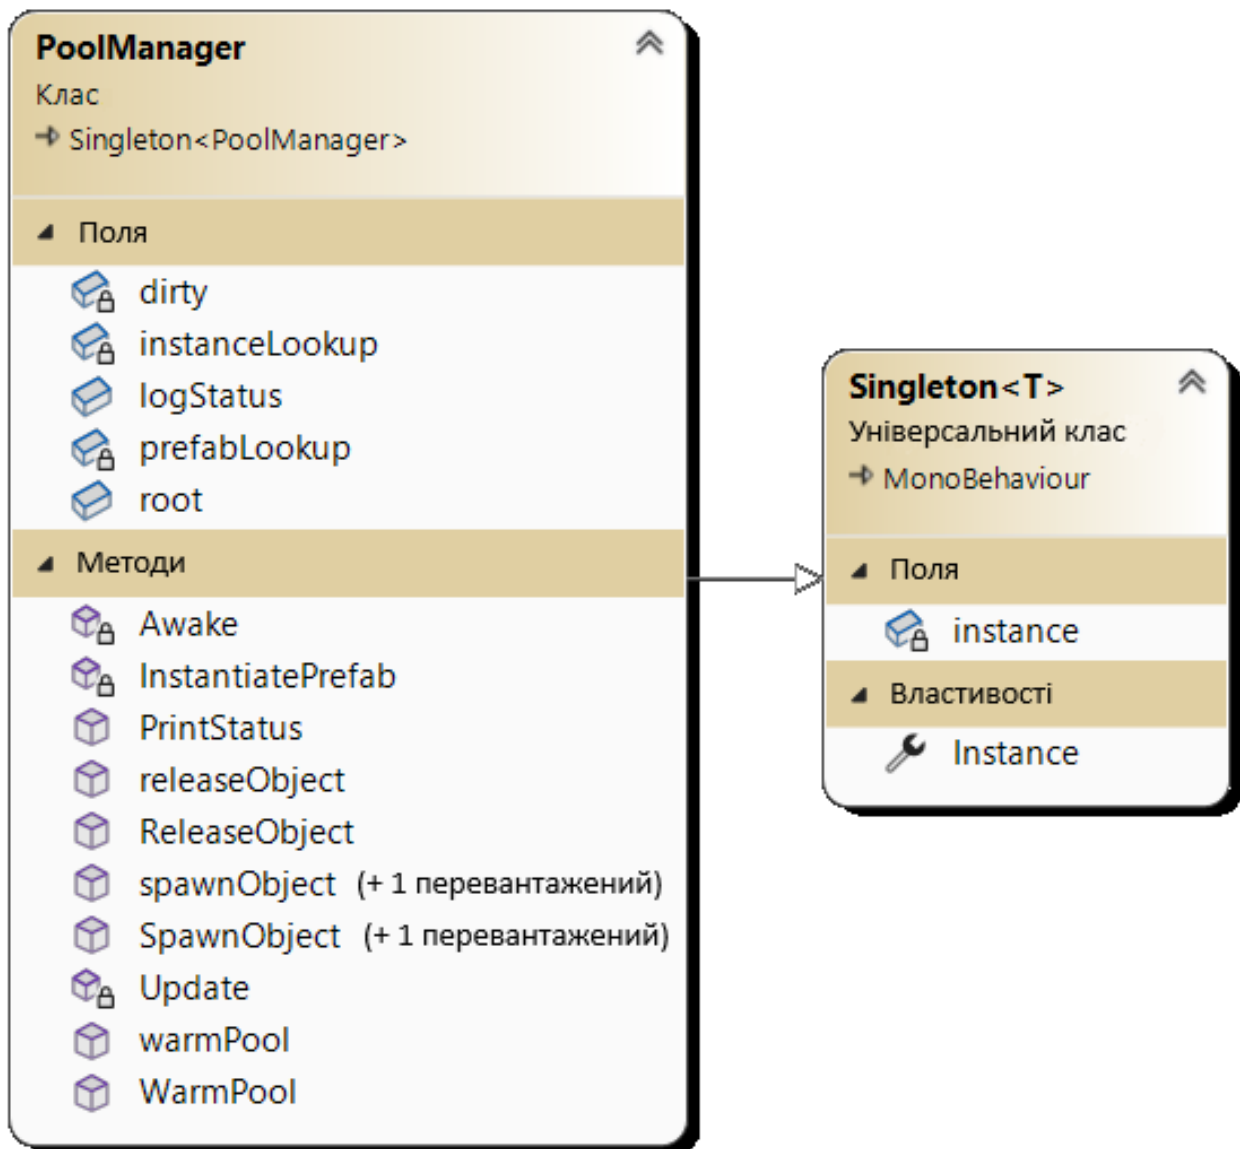 PoolManager
Клас
Singleton<PoolManager>
Поля
dirty
instanceLookup
logStatus
prefabLookup
root
Методи
Awake
InstantiatePrefab
PrintStatus
releaseObject
ReleaseObject
spawnObject (+ 1 перевантажений)
SpawnObject (+ 1 перевантажений)
Update
warmPool
WarmPool
Singleton<T>
Універсальний клас
MonoBehaviour
Поля
instance
Властивості
Instance